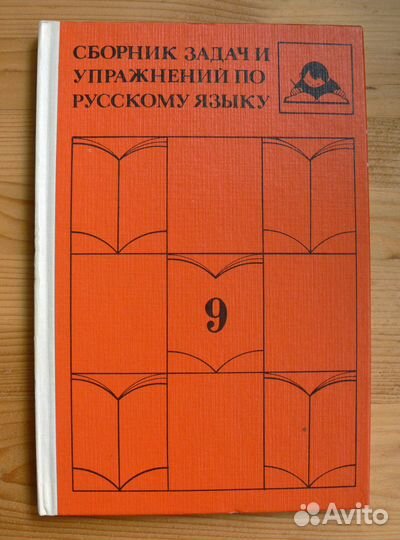 СБОРНИК ЗАДАЧ И
УПРАЖНЕНИЙ ПО
РУССКОМУ ЯЗЫКУ
9
Avito